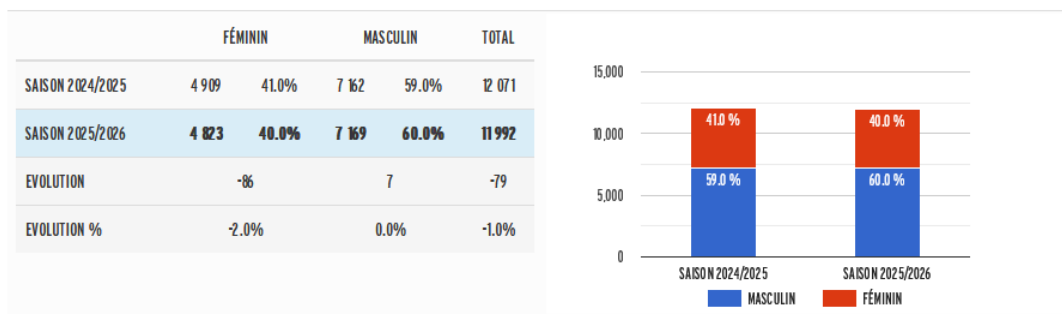 FÉMININ MASCULIN TOTAL
SAISON 2024/2025 4 909 41.0% 7 162 59.0% 12 071
SAISON 2025/2026 4 823 40.0% 7 169 60.0% 11 992
EVOLUTION -86 7 -79
EVOLUTION % -2.0% 0.0% -1.0%
15,000
10,000
5,000
0
41.0 % 40.0 %
59.0 % 60.0 %
SAISON 2024/2025 SAISON 2025/2026
MASCULIN FÉMININ